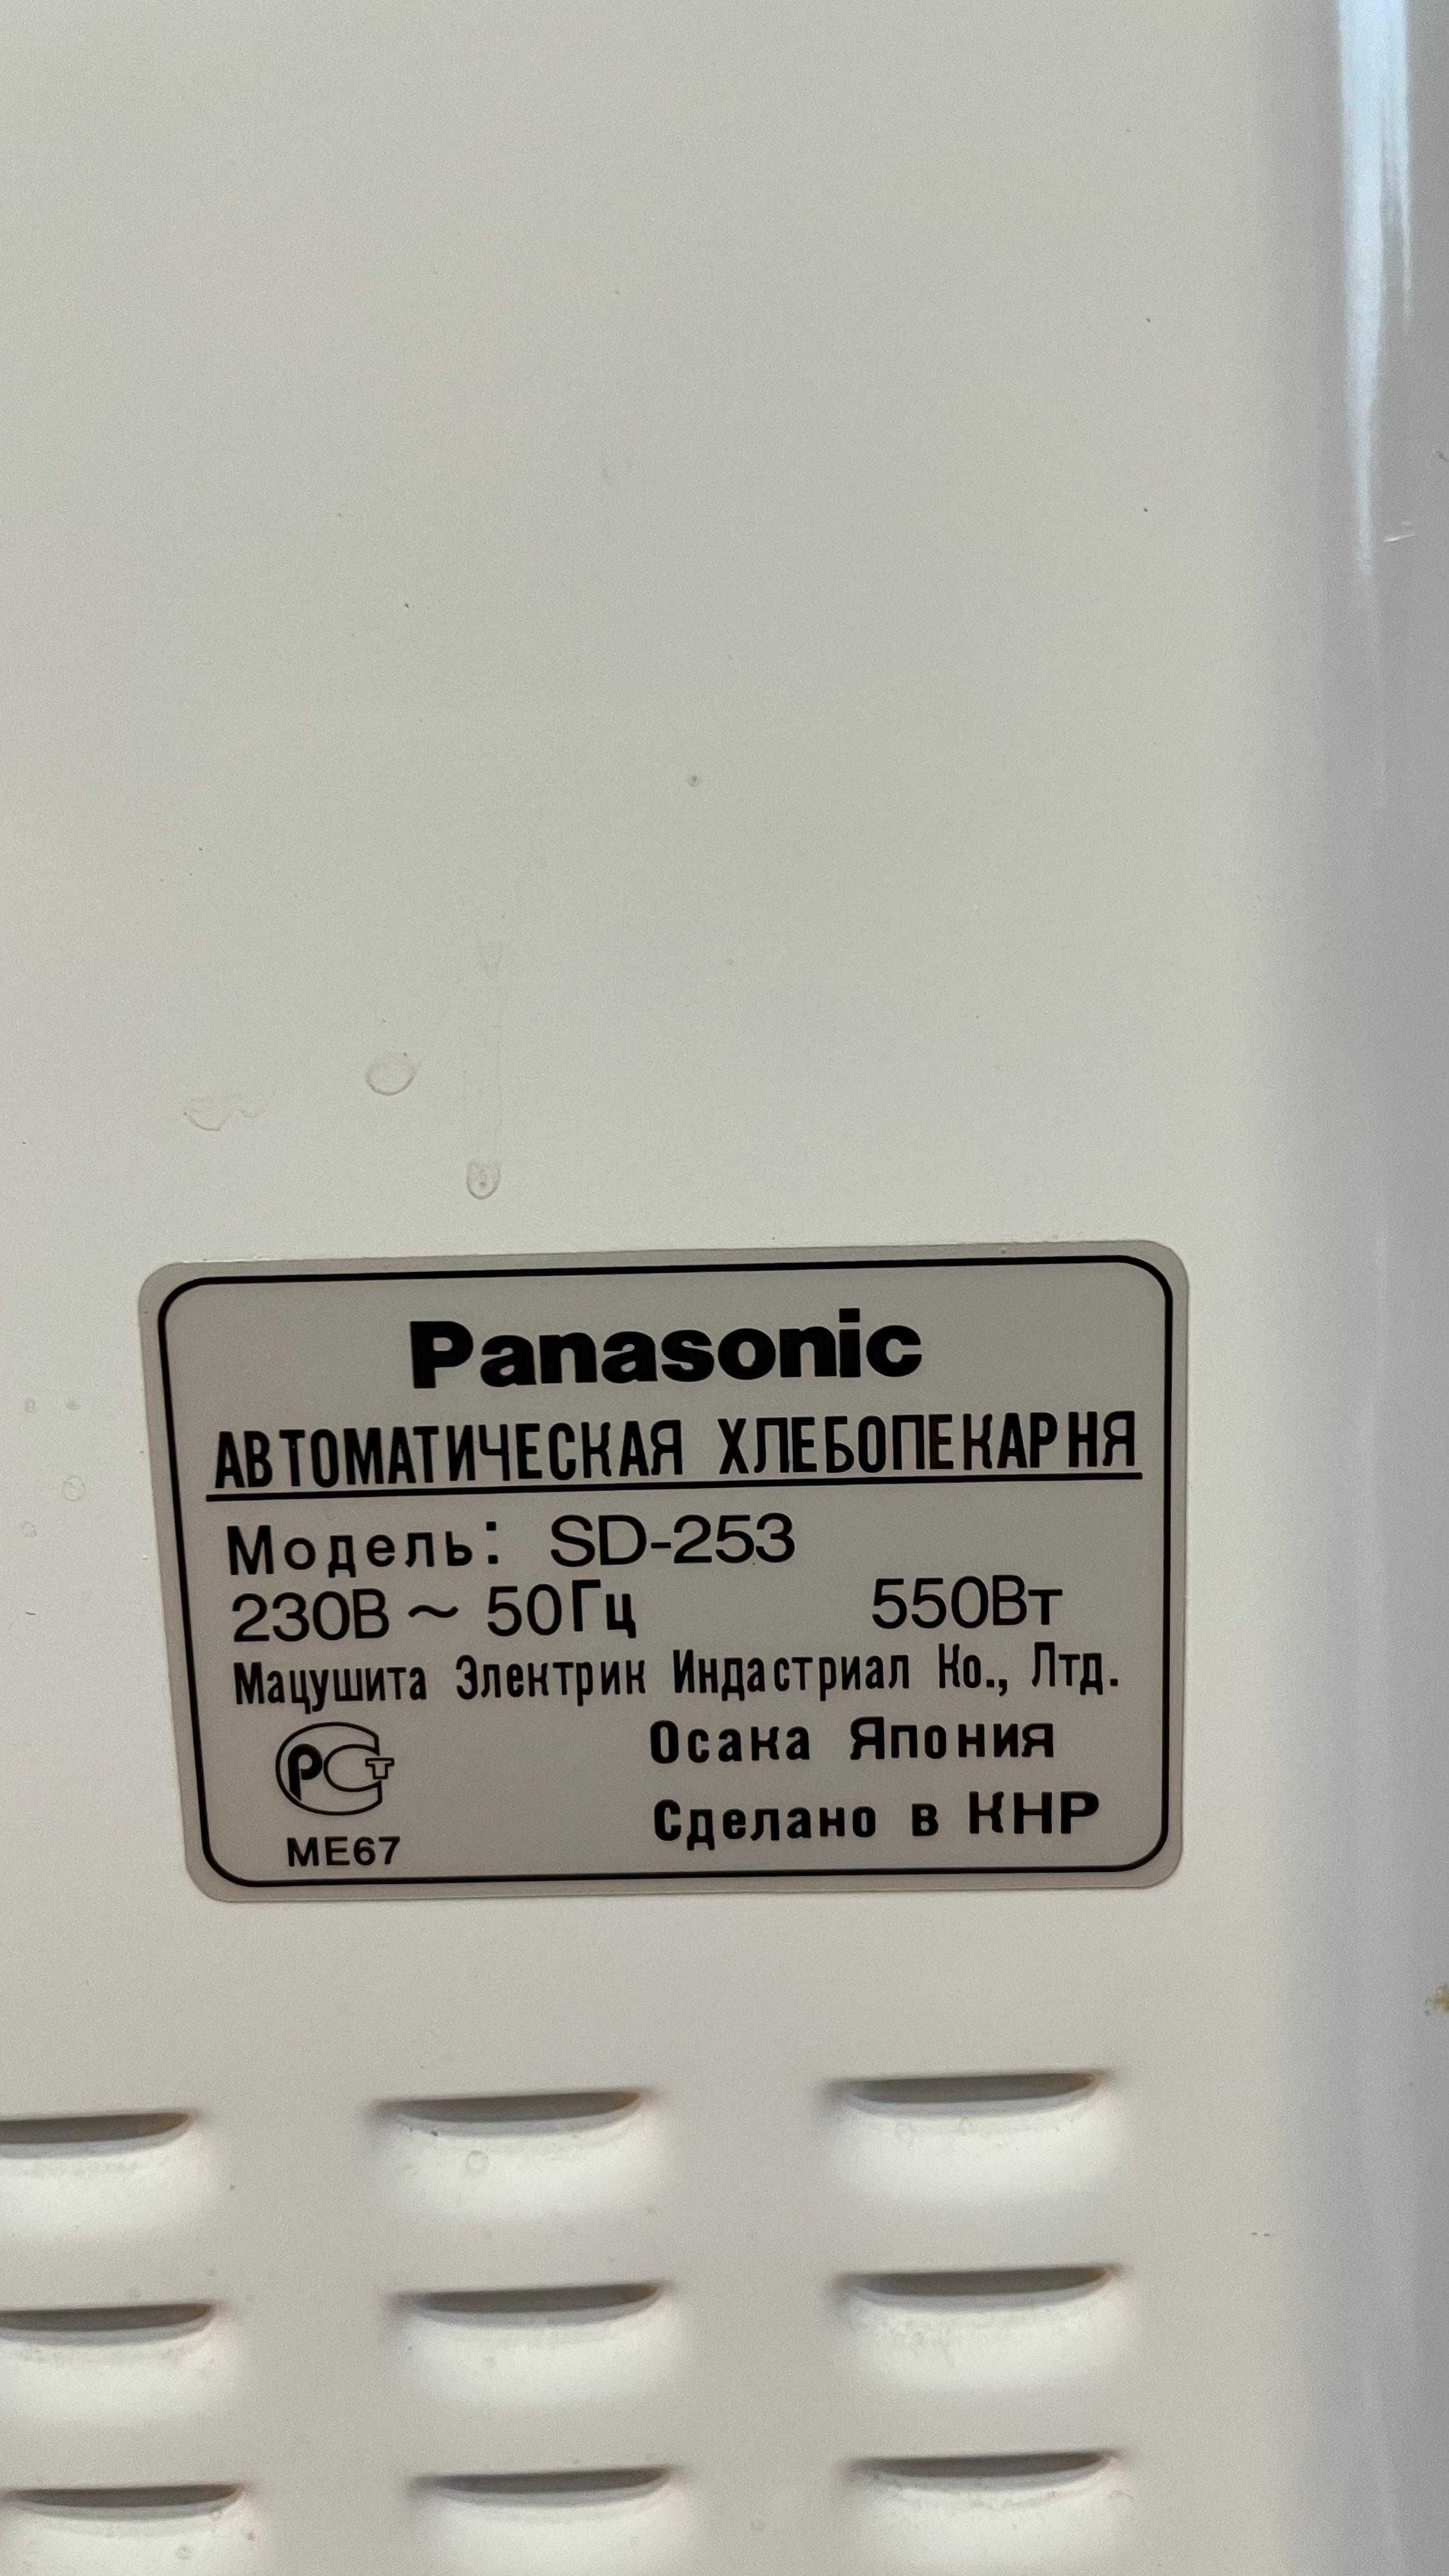 Panasonic
АВТОМАТИЧЕСКАЯ ХЛЕБОПЕКАРНЯ
Модель: SD-253
230В ~ 50Гц 550Вт
Мацушита Электрик Индастриал Ко., Лтд.
Осака Япония
РСТ
Сделано в КНР
МЕ67